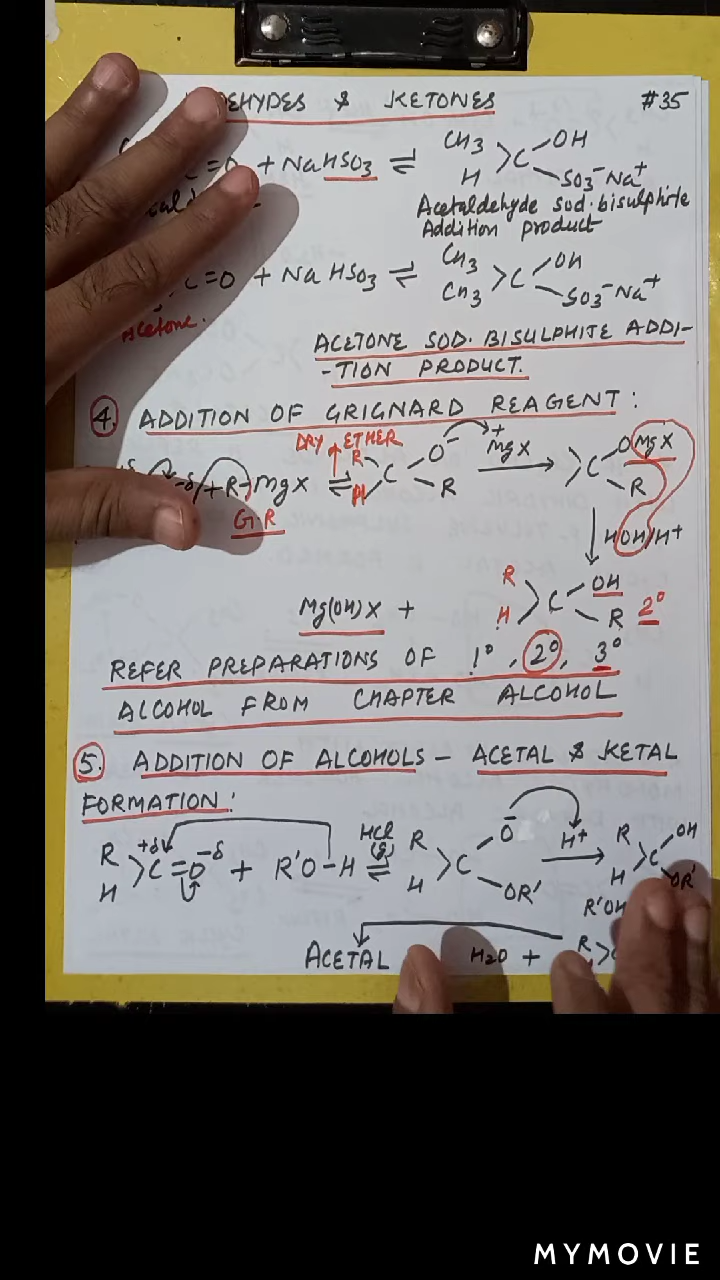 EHYDES & KETONES #35
=O + NaHSO3 ⇌ CH3 H >C OH SO3⁻Na⁺
Acetaldehyde sod. bisulphite
Addition product
C=O + NaHSO3 ⇌ CH3 CH3 >C OH SO3⁻Na⁺
Acetone.
ACETONE SOD. BISULPHITE ADDI-
-TION PRODUCT.
4. ADDITION OF GRIGNARD REAGENT:
DRY ETHER
+ R-MgX ⇌ R H C O⁻ R ⁺MgX → >C OMgX R
G·R
HOH/H⁺
Mg(OH)X + R H >C OH R 2°
REFER PREPARATIONS OF 1°, 2°, 3°
ALCOHOL FROM CHAPTER ALCOHOL
5. ADDITION OF ALCOHOLS - ACETAL & KETAL
FORMATION:
R H >C=O +δ -δ + R'O-H HCl (g) ⇌ R H >C O⁻ OR' H⁺ → R H >C OH OR'
R'OH
ACETAL H2O + R >C
MYMOVIE